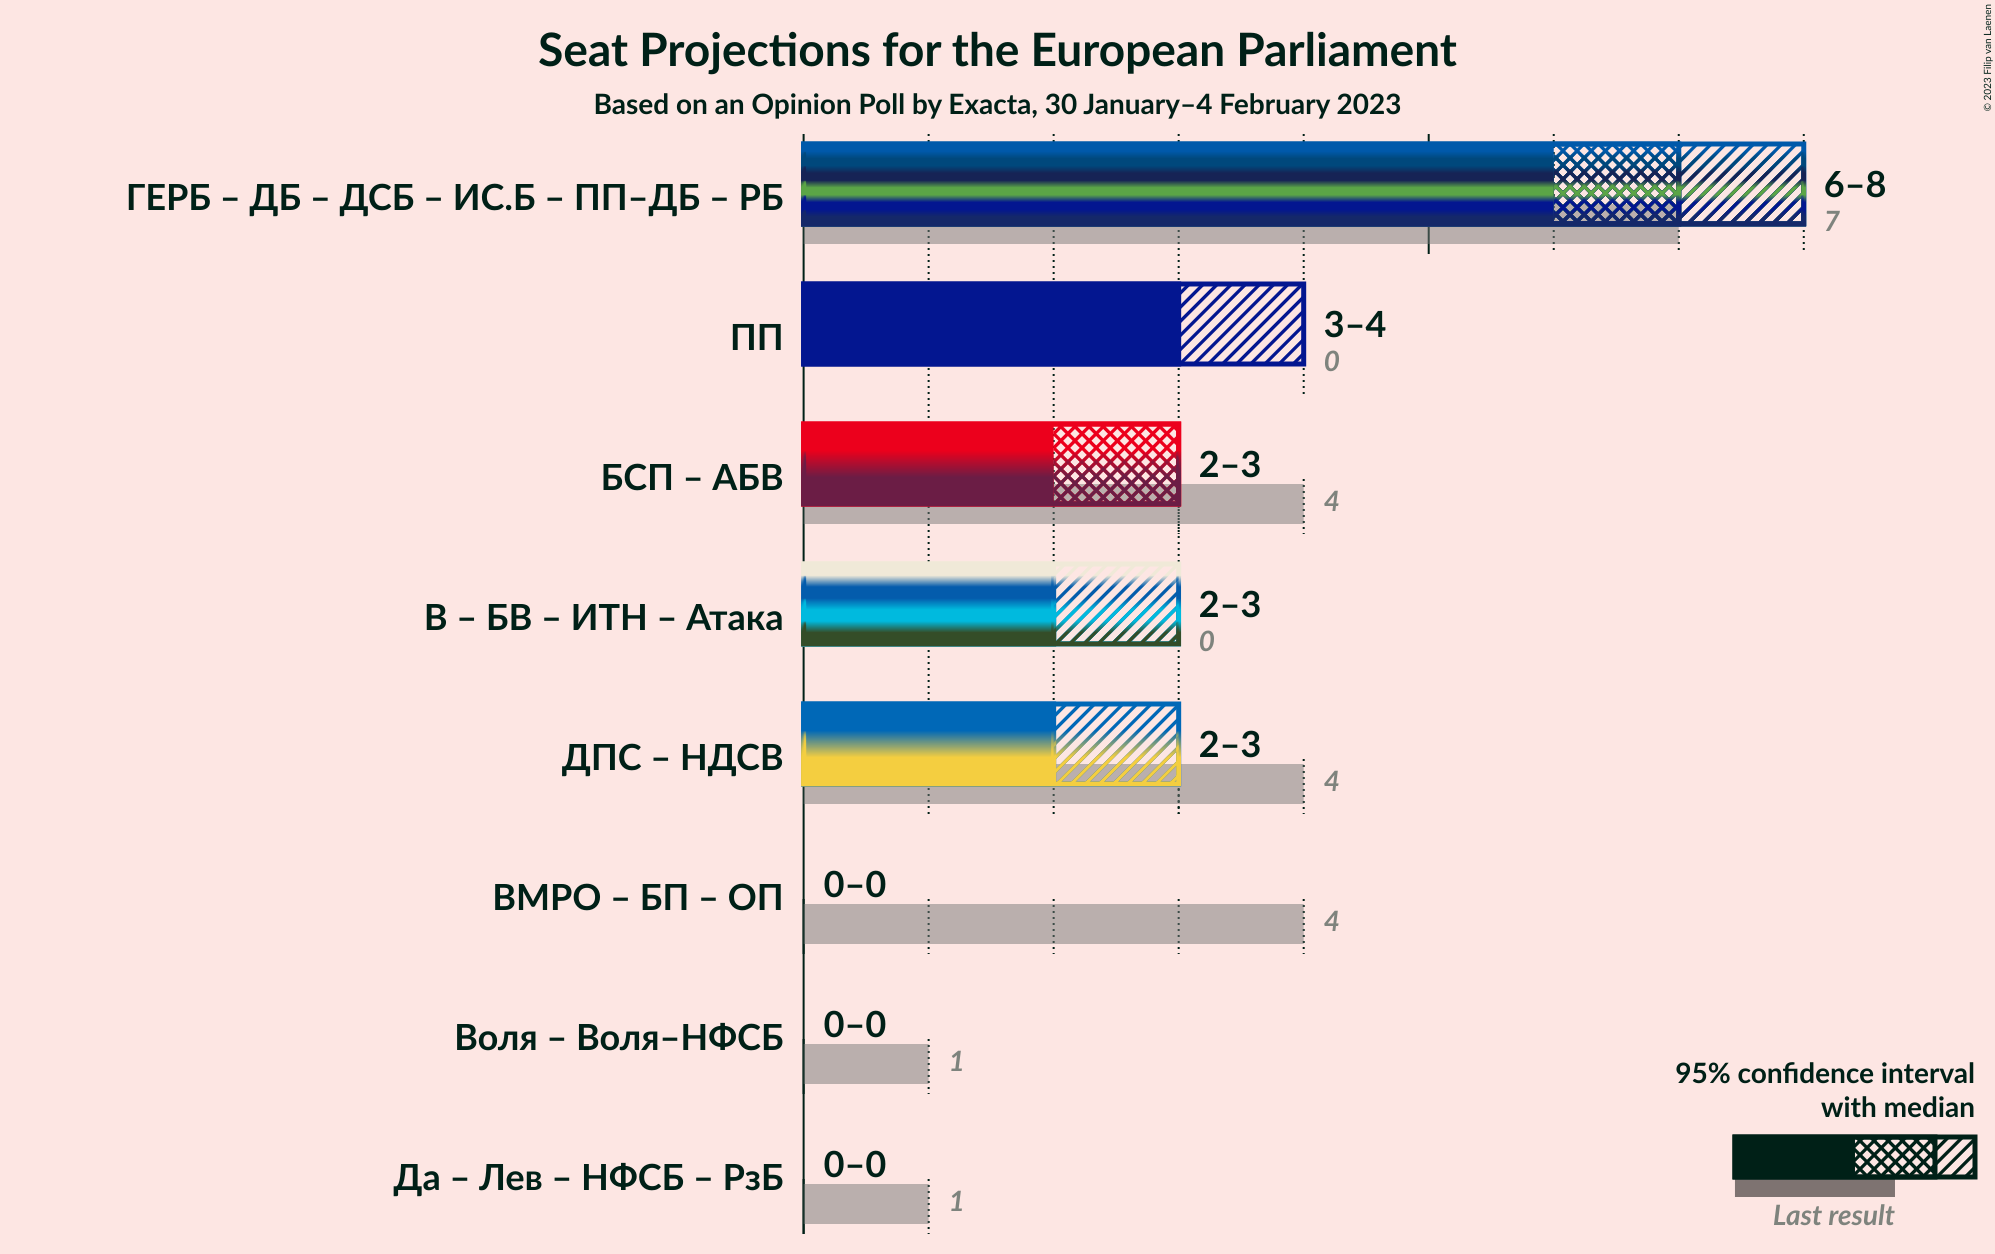 Seat Projections for the European Parliament
Based on an Opinion Poll by Exacta, 30 January–4 February 2023
© 2023 Filip van Laenen
ГЕРБ – ДБ – ДСБ – ИС.Б – ПП–ДБ – РБ
6–8
7
ПП
3–4
0
БСП – АБВ
2–3
4
В – БВ – ИТН – Атака
2–3
0
ДПС – НДСВ
2–3
4
ВМРО – БП – ОП
0–0
4
Воля – Воля–НФСБ
0–0
1
Да – Лев – НФСБ – РзБ
0–0
1
95% confidence interval
with median
Last result